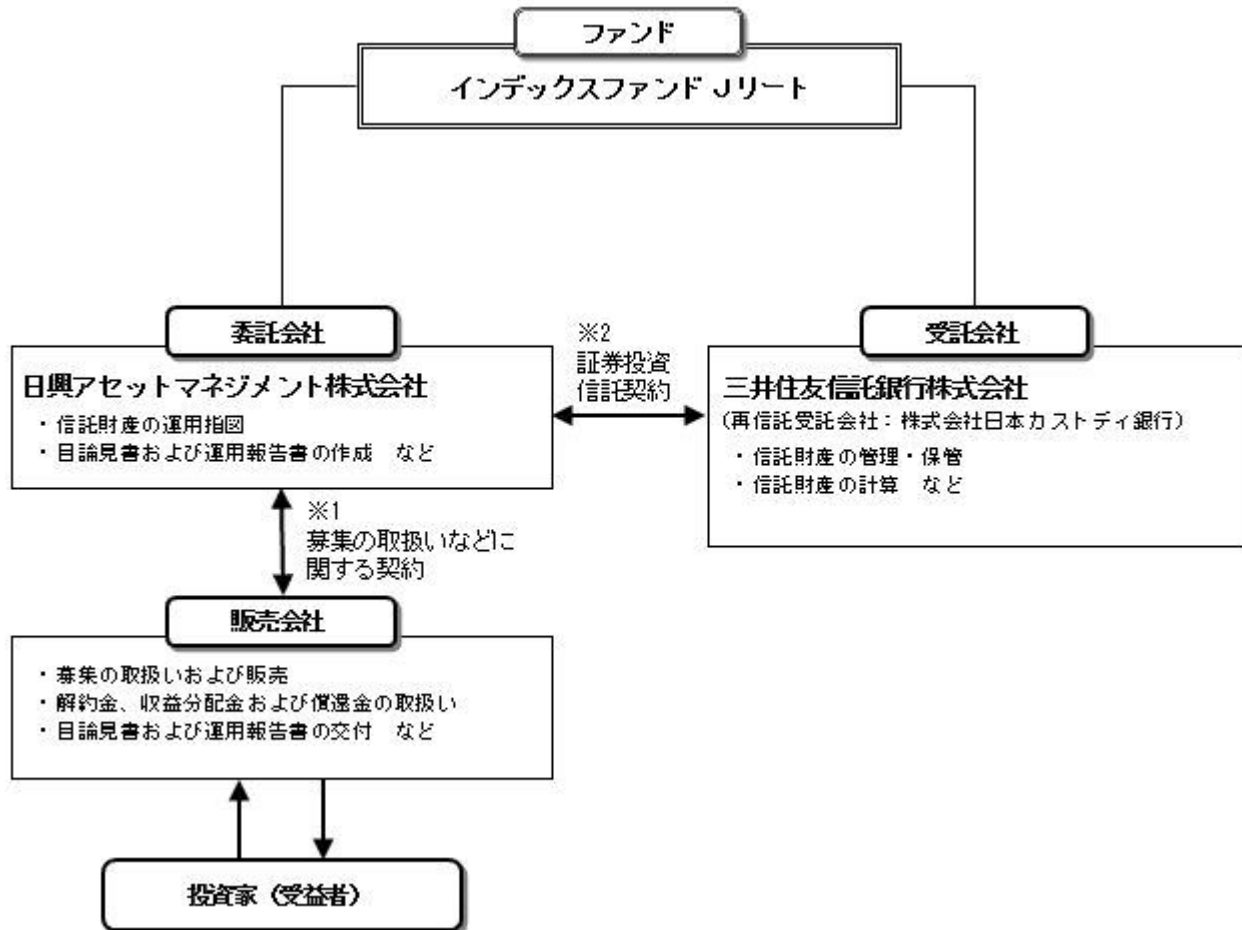 ファンド
インデックスファンドJリート
委託会社
日興アセットマネジメント株式会社
・信託財産の運用指図
・目論見書および運用報告書の作成　など
※2
証券投資
信託契約
受託会社
三井住友信託銀行株式会社
(再信託受託会社：株式会社日本カストディ銀行)
・信託財産の管理・保管
・信託財産の計算　など
※1
募集の取扱いなどに
関する契約
販売会社
・募集の取扱いおよび販売
・解約金、収益分配金および償還金の取扱い
・目論見書および運用報告書の交付　など
投資家（受益者）